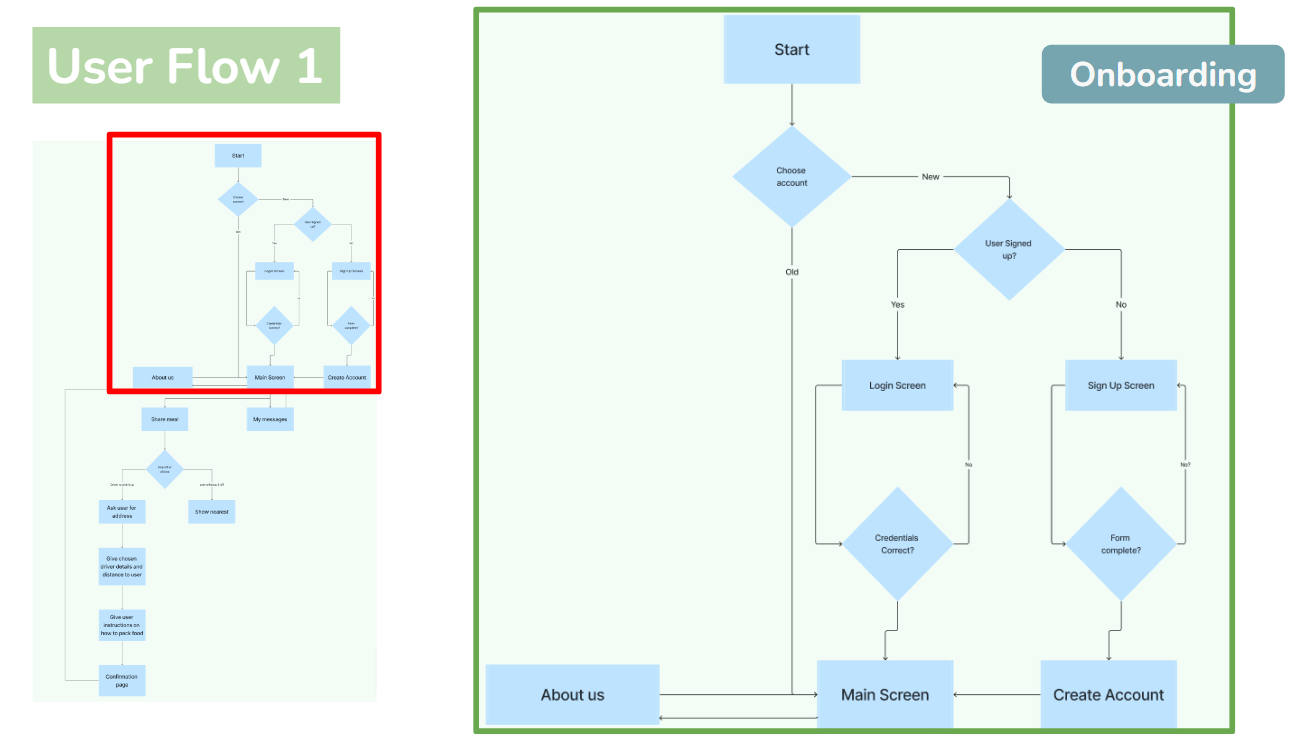 User Flow 1
Start
Choose
account
New
User Signed
up?
Old
Yes
No
Login Screen
Sign Up Screen
No
Credentials
Correct?
Form
complete?
About us
Main Screen
Create Account
Share meal
My messages
Ask user for
address
Show nearest
Give chosen
driver details and
distance to user
Give user
instructions on
how to pack food
Confirmation
page
Onboarding
Start
Choose
account
New
User Signed
up?
Old
Yes
No
Login Screen
Sign Up Screen
No
No?
Credentials
Correct?
Form
complete?
About us
Main Screen
Create Account